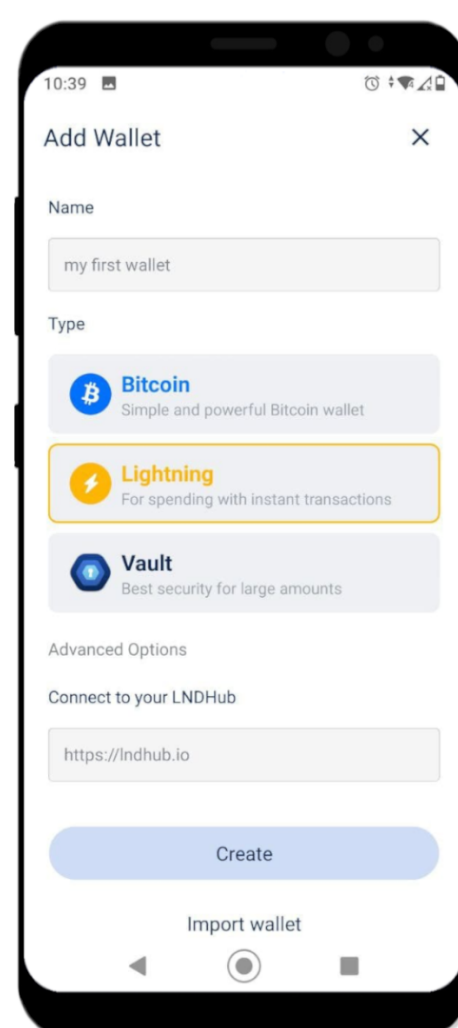 10:39
Add Wallet
Name
my first wallet
Type
Bitcoin
Simple and powerful Bitcoin wallet
Lightning
For spending with instant transactions
Vault
Best security for large amounts
Advanced Options
Connect to your LNDHub
https://lndhub.io
Create
Import wallet